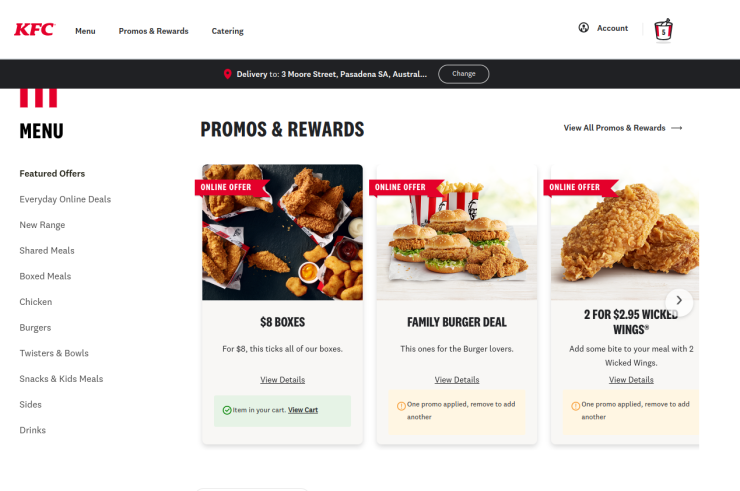 KFC
Menu
Promos & Rewards
Catering
Account
5
Delivery to: 3 Moore Street, Pasadena SA, Austral...
Change
MENU
Featured Offers
Everyday Online Deals
New Range
Shared Meals
Boxed Meals
Chicken
Burgers
Twisters & Bowls
Snacks & Kids Meals
Sides
Drinks
PROMOS & REWARDS
View All Promos & Rewards
ONLINE OFFER
$8 BOXES
For $8, this ticks all of our boxes.
View Details
Item in your cart. View Cart
ONLINE OFFER
FAMILY BURGER DEAL
This ones for the Burger lovers.
View Details
One promo applied, remove to add
another
ONLINE OFFER
2 FOR $2.95 WICKED
WINGS®
Add some bite to your meal with 2
Wicked Wings.
View Details
One promo applied, remove to add
another